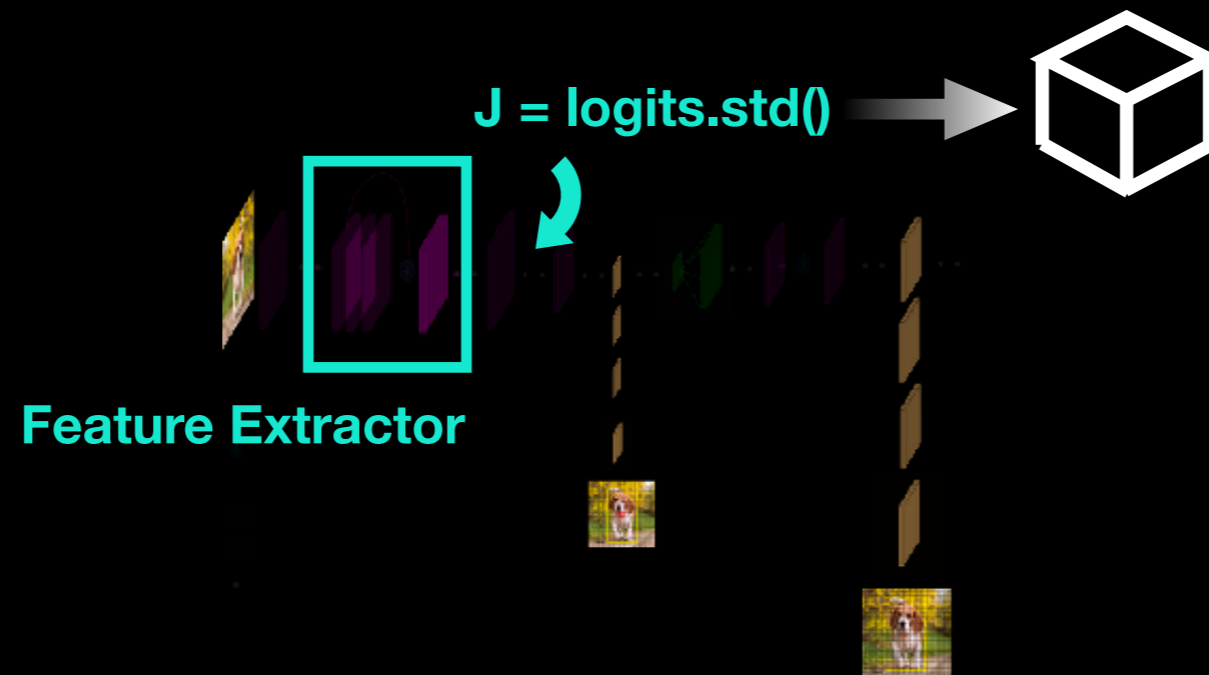 J = logits.std()
Feature Extractor